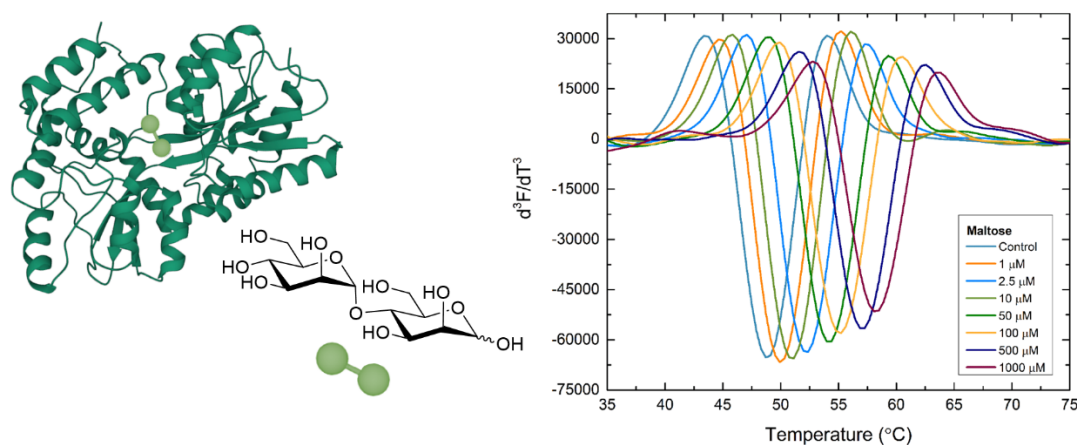 HO
HO
HO
HO
O
O
HO
HO
O
HO
OH
d³F/dT³
30000
15000
0
-15000
-30000
-45000
-60000
-75000
Maltose
Control
1 μM
2.5 μM
10 μM
50 μM
100 μM
500 μM
1000 μM
35 40 45 50 55 60 65 70 75
Temperature (°C)